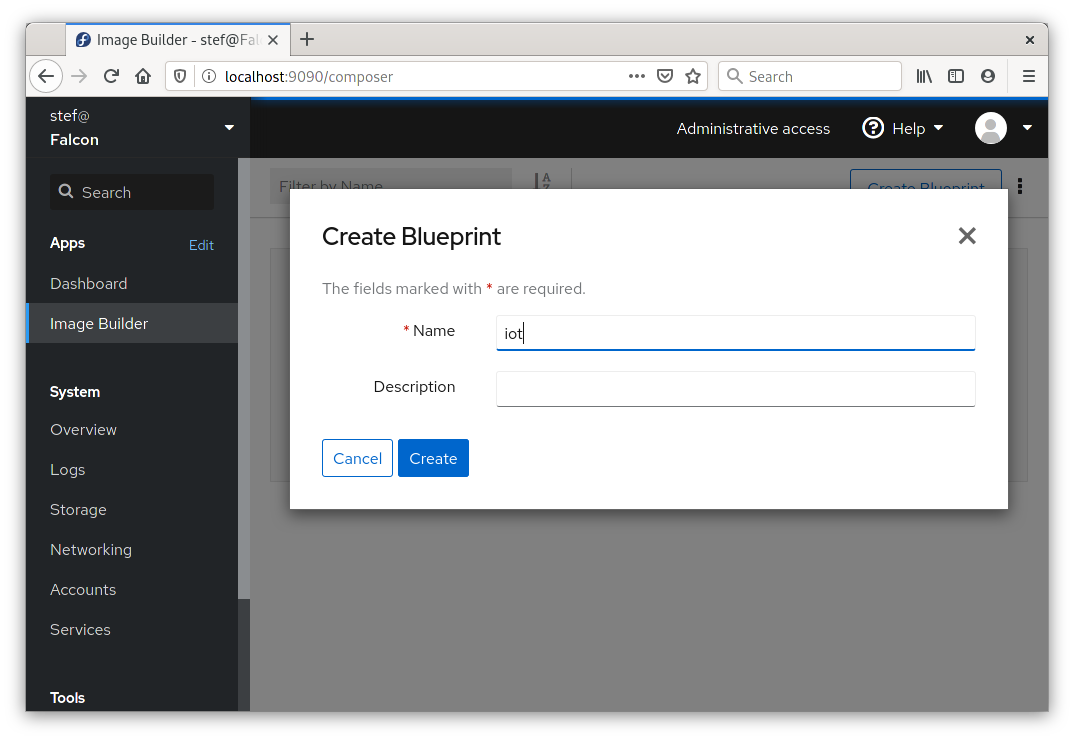 Image Builder - stef@Fal
localhost:9090/composer
Search
stef@
Falcon
Administrative access
Help
Search
Filter by Name
Create Blueprint
Apps
Edit
Dashboard
Image Builder
System
Overview
Logs
Storage
Networking
Accounts
Services
Tools
Create Blueprint
The fields marked with * are required.
* Name
iot
Description
Cancel
Create